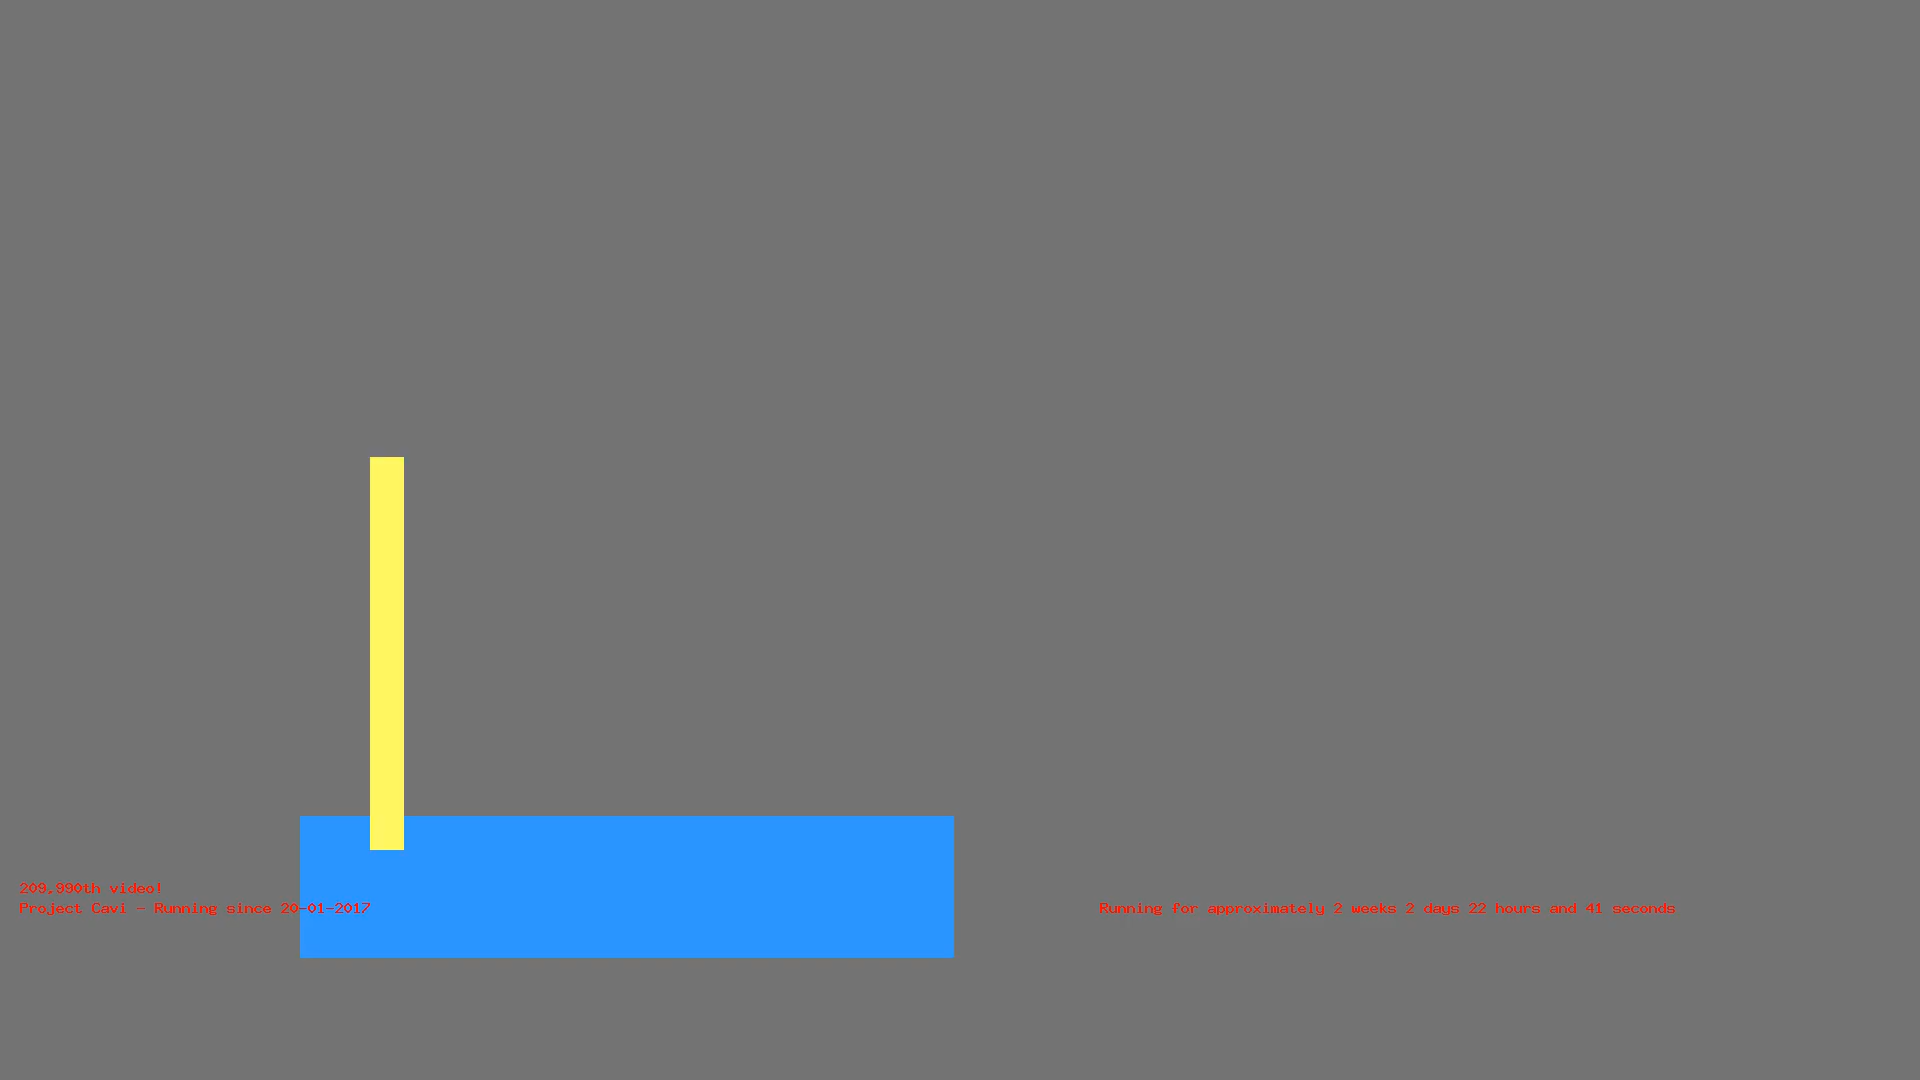 209,990th video!
Project Cavi - Running since 20-01-2017
Running for approximately 2 weeks 2 days 22 hours and 41 seconds